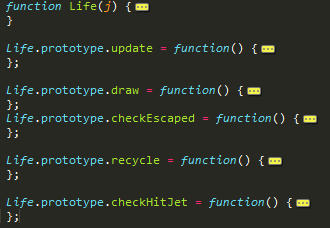 function Life(j) {
}
Life.prototype.update = function() {
};
Life.prototype.draw = function() {
};
Life.prototype.checkEscaped = function() {
};
Life.prototype.recycle = function() {
};
Life.prototype.checkHitJet = function() {
};